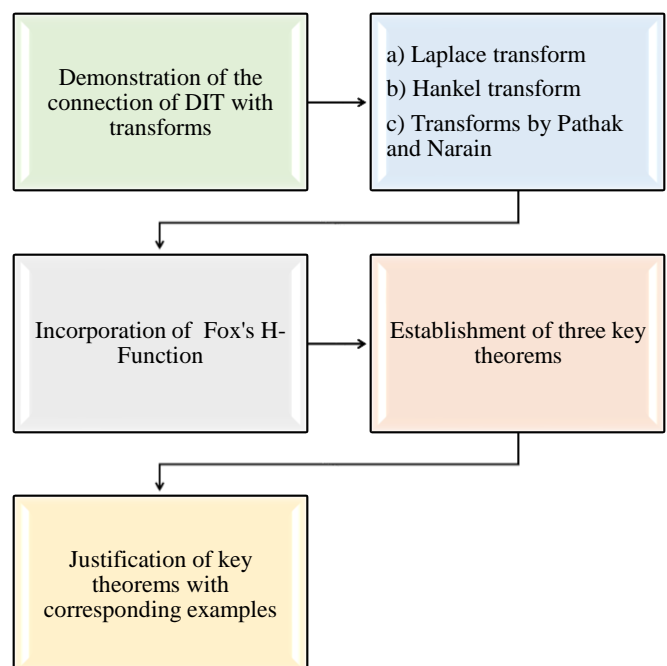 Demonstration of the
connection of DIT with
transforms
a) Laplace transform
b) Hankel transform
c) Transforms by Pathak
and Narain
Incorporation of Fox's H-
Function
Establishment of three key
theorems
Justification of key
theorems with
corresponding examples